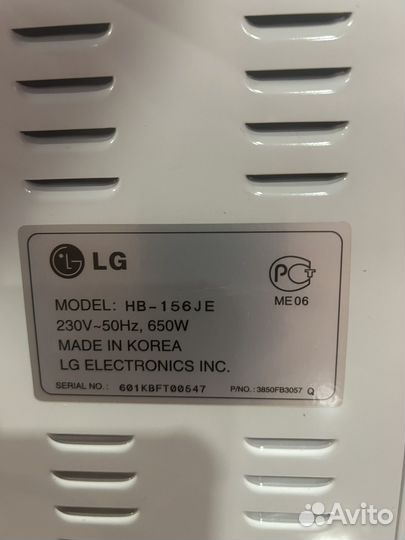 LG
PCT
ME06
MODEL: HB-156JE
230V~50Hz, 650W
MADE IN KOREA
LG ELECTRONICS INC.
SERIAL NO.: 601KBFT00547 P/NO.: 3850FB3057 Q
Avito